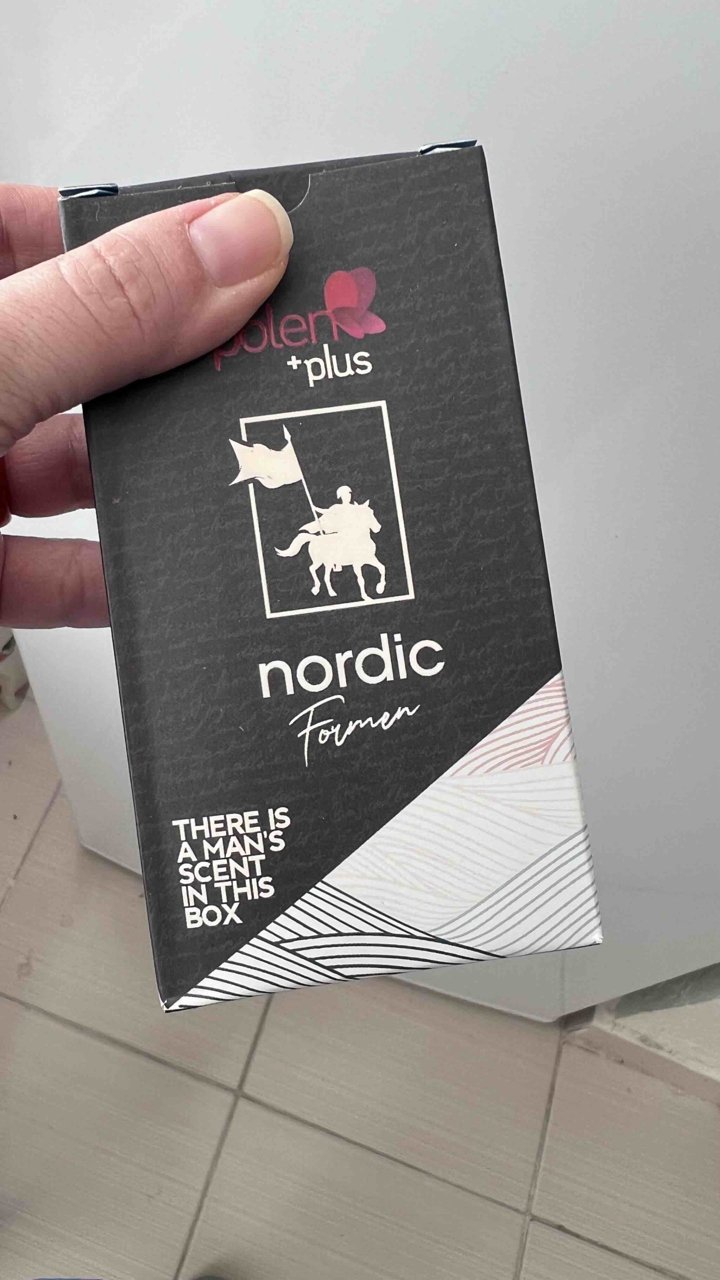 polen
+plus
nordic
Formen
THERE IS
A MAN'S
SCENT
IN THIS
BOX